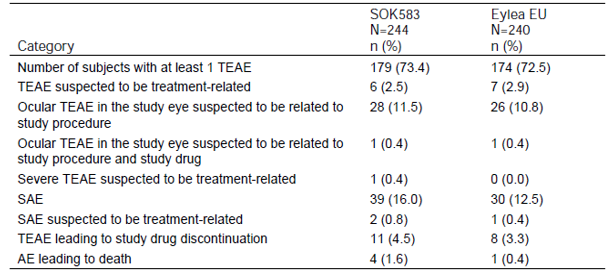 SOK583 Eylea EU
N=244 N=240
Category n (%) n (%)
Number of subjects with at least 1 TEAE 179 (73.4) 174 (72.5)
TEAE suspected to be treatment-related 6 (2.5) 7 (2.9)
Ocular TEAE in the study eye suspected to be related to 28 (11.5) 26 (10.8)
study procedure
Ocular TEAE in the study eye suspected to be related to 1 (0.4) 1 (0.4)
study procedure and study drug
Severe TEAE suspected to be treatment-related 1 (0.4) 0 (0.0)
SAE 39 (16.0) 30 (12.5)
SAE suspected to be treatment-related 2 (0.8) 1 (0.4)
TEAE leading to study drug discontinuation 11 (4.5) 8 (3.3)
AE leading to death 4 (1.6) 1 (0.4)